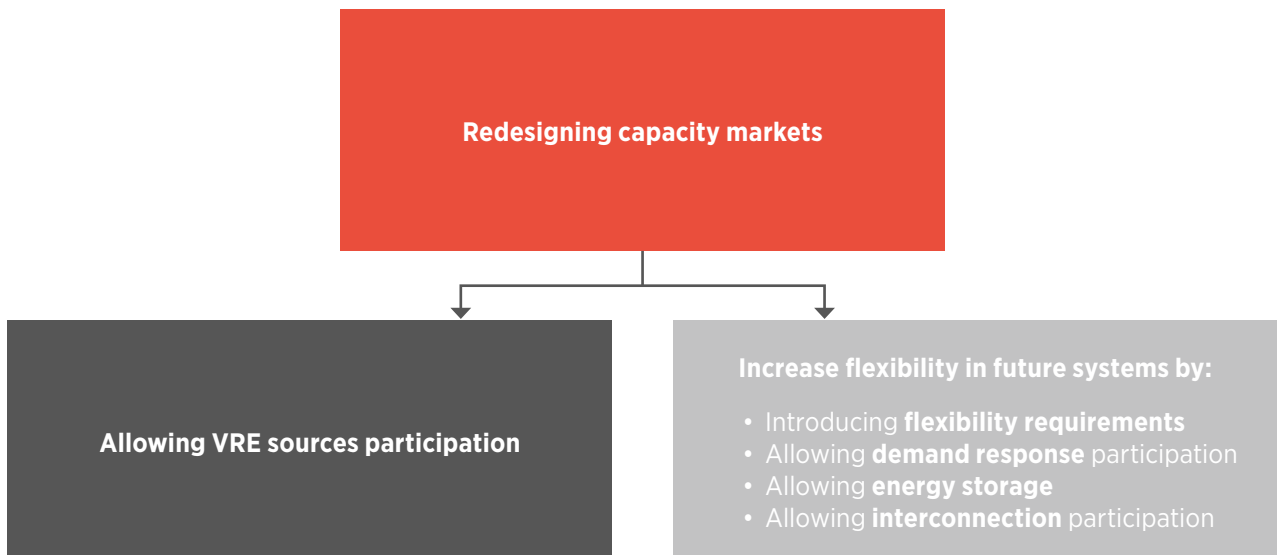 Redesigning capacity markets
Allowing VRE sources participation
Increase flexibility in future systems by:
• Introducing flexibility requirements
• Allowing demand response participation
• Allowing energy storage
• Allowing interconnection participation